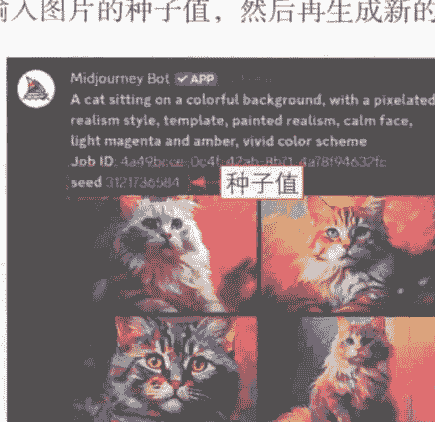 输入图片的种子值，然后再生成新的
Midjourney Bot ✔APP
A cat sitting on a colorful background, with a pixelated
realism style, template, painted realism, calm face,
light magenta and amber, vivid color scheme
Job ID:
seed 3121736584
种子值